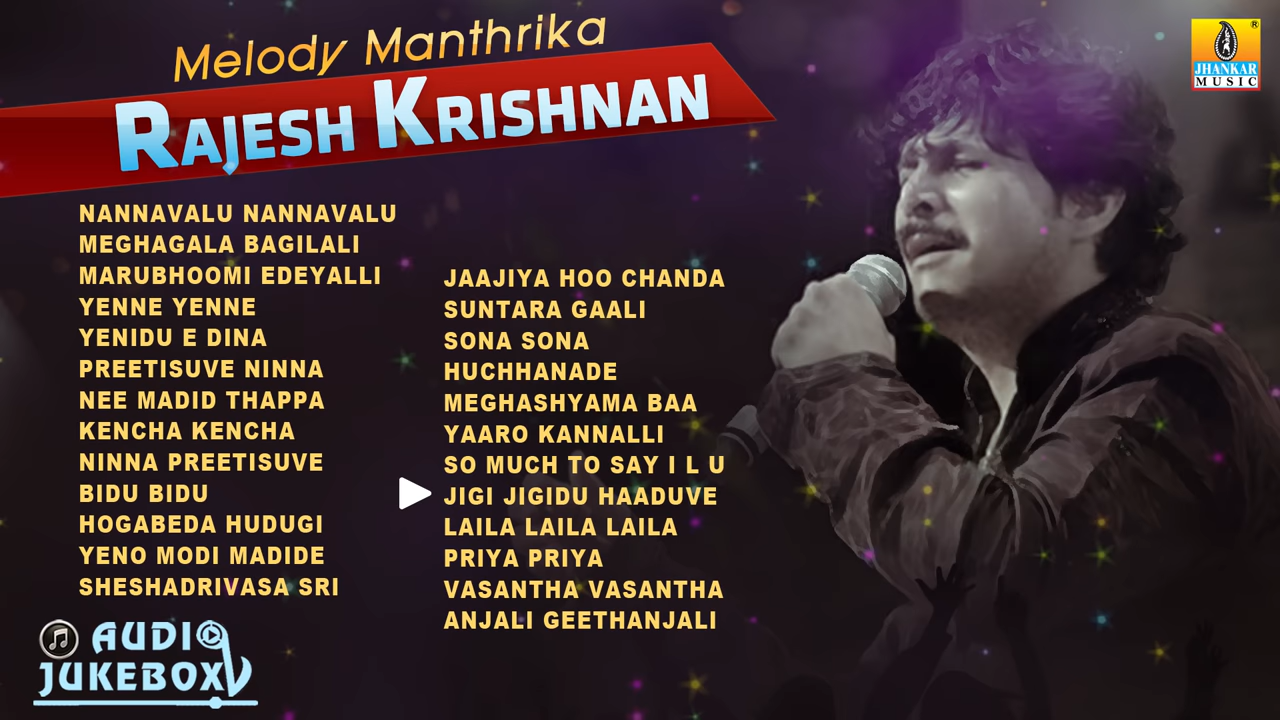 Melody Manthrika
RAJESH KRISHNAN
JHANKAR
MUSIC
®
NANNAVALU NANNAVALU
MEGHAGALA BAGILALI
MARUBHOOMI EDEYALLI
YENNE YENNE
YENIDU E DINA
PREETISUVE NINNA
NEE MADID THAPPA
KENCHA KENCHA
NINNA PREETISUVE
BIDU BIDU
HOGABEDA HUDUGI
YENO MODI MADIDE
SHESHADRIVASA SRI
JAAJIYA HOO CHANDA
SUNTARA GAALI
SONA SONA
HUCHHANADE
MEGHASHYAMA BAA
YAARO KANNALLI
SO MUCH TO SAY I L U
JIGI JIGIDU HAADUVE
LAILA LAILA LAILA
PRIYA PRIYA
VASANTHA VASANTHA
ANJALI GEETHANJALI
AUDIO
JUKEBOX